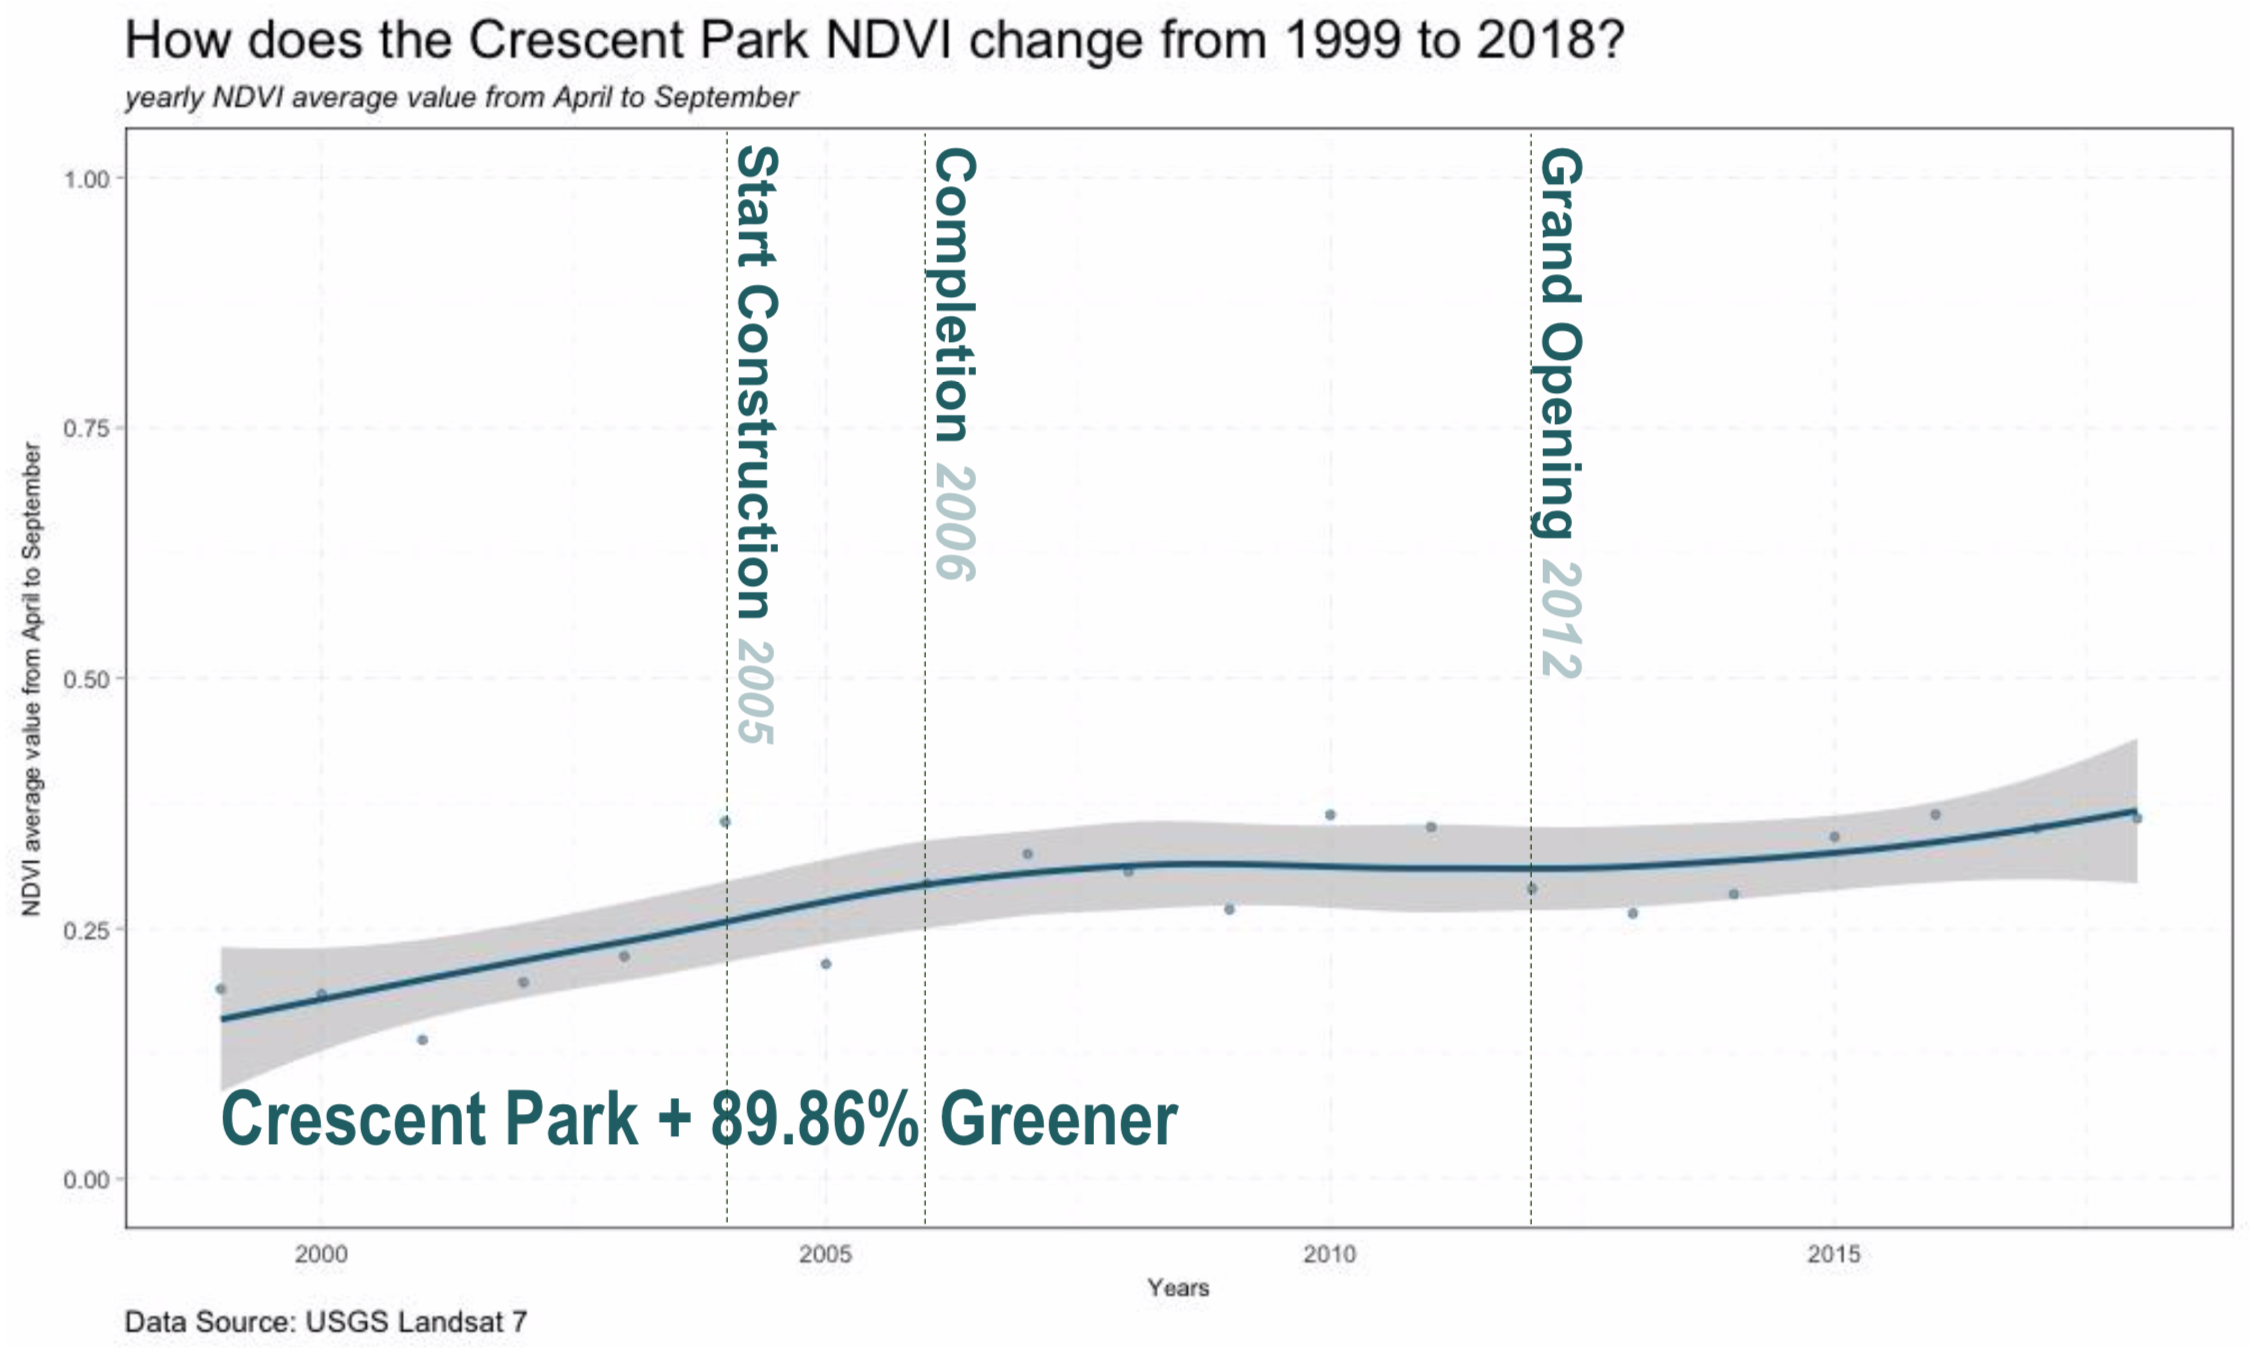 How does the Crescent Park NDVI change from 1999 to 2018?
yearly NDVI average value from April to September
NDVI average value from April to September
1.00
0.75
0.50
0.25
0.00
Start Construction 2005
Completion 2006
Grand Opening 2012
Crescent Park + 89.86% Greener
2000
2005
2010
2015
Years
Data Source: USGS Landsat 7